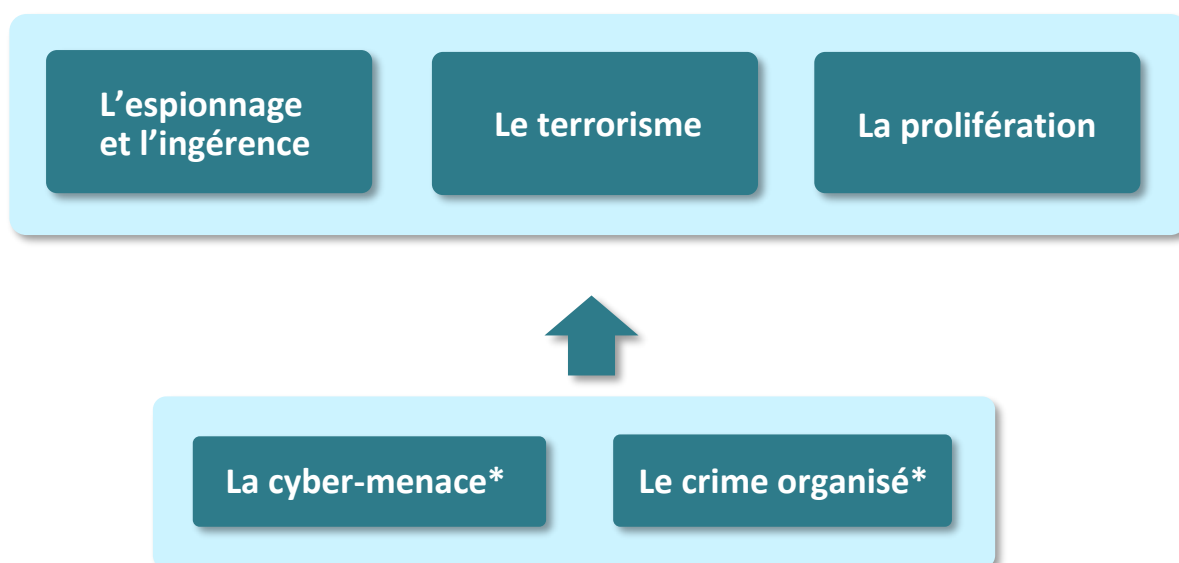 L’espionnage
et l’ingérence
Le terrorisme
La prolifération
La cyber-menace*
Le crime organisé*